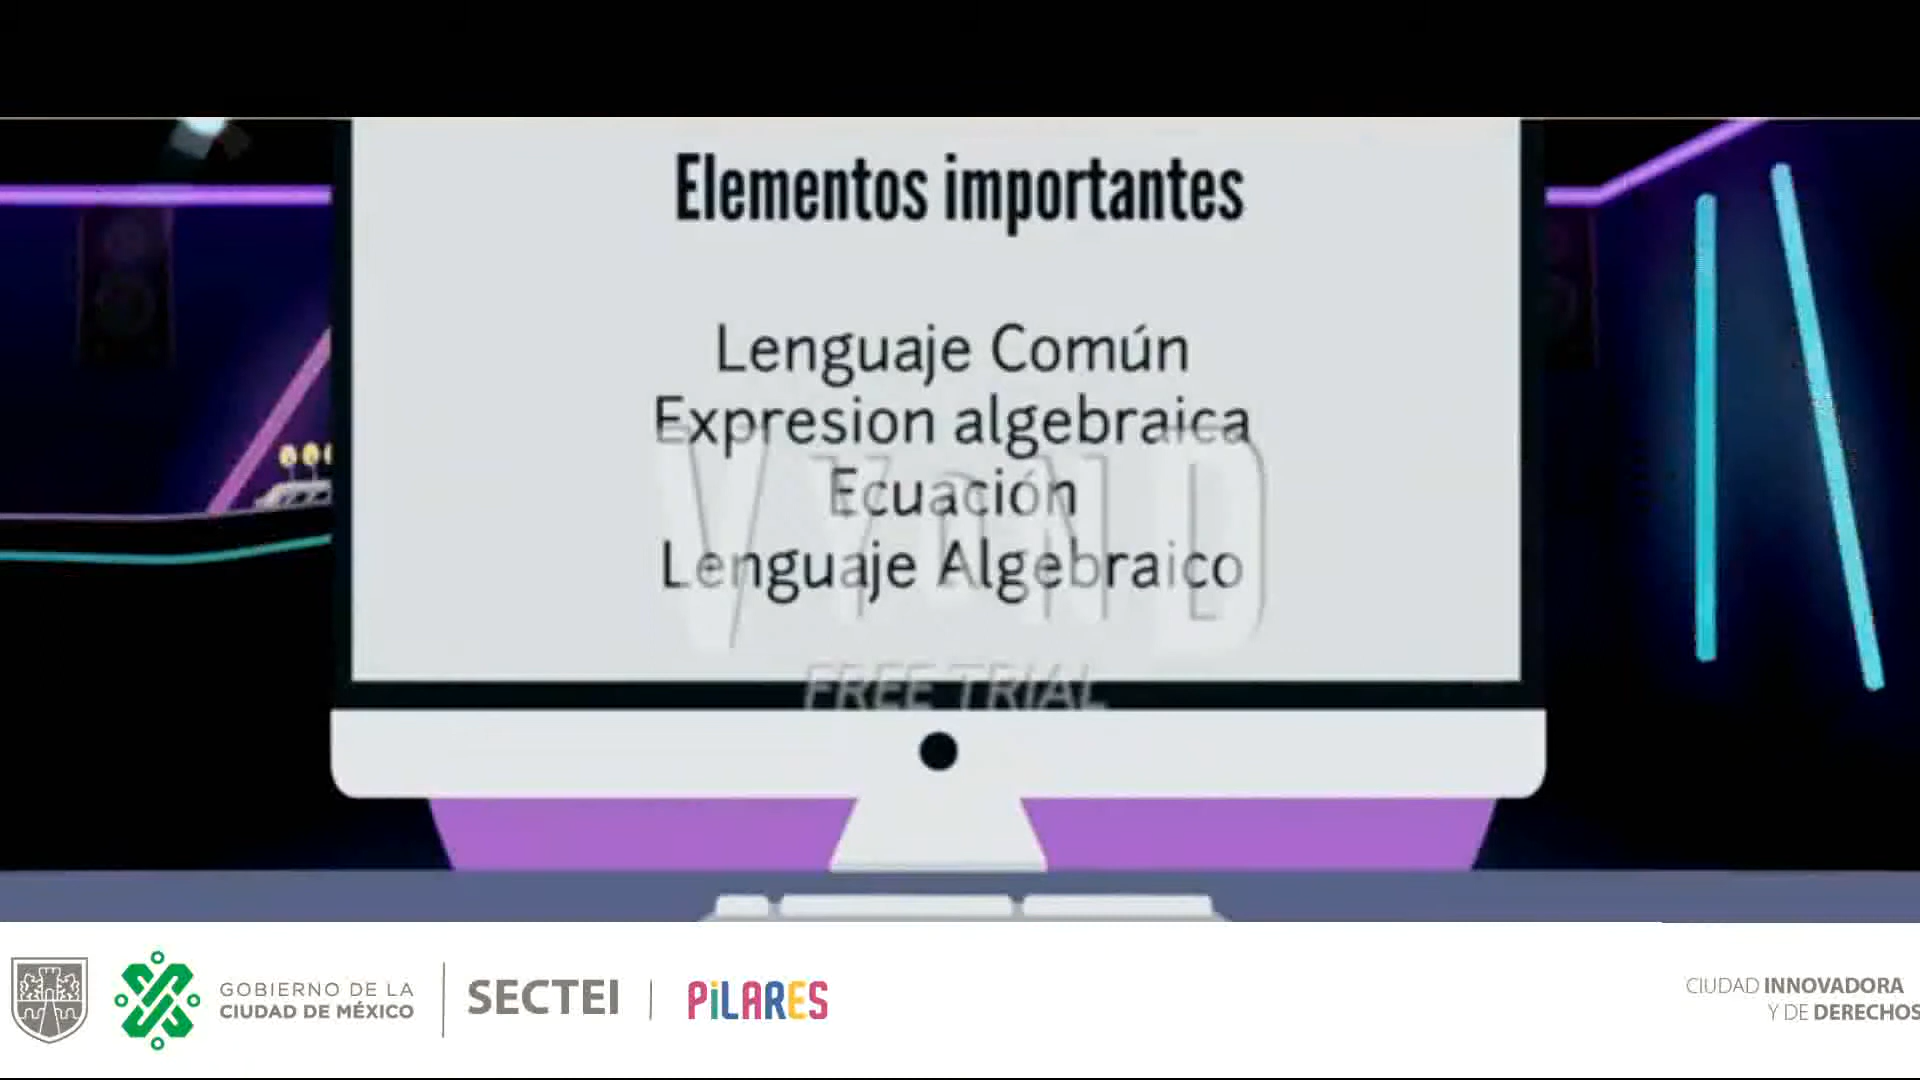 Elementos importantes
Lenguaje Común
Expresion algebraica
Ecuación
Lenguaje Algebraico
VYOND
FREE TRIAL
GOBIERNO DE LA
CIUDAD DE MÉXICO
SECTEI
PiLARES
CIUDAD INNOVADORA
Y DE DERECHOS